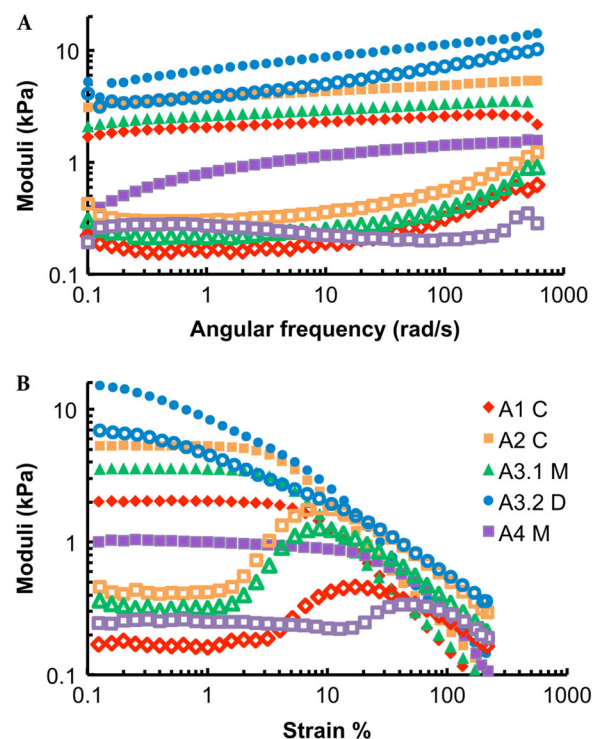 A
10
1
0.1
Moduli (kPa)
0.1 1 10 100 1000
Angular frequency (rad/s)
B
10
1
0.1
Moduli (kPa)
A1 C
A2 C
A3.1 M
A3.2 D
A4 M
0.1 1 10 100 1000
Strain %